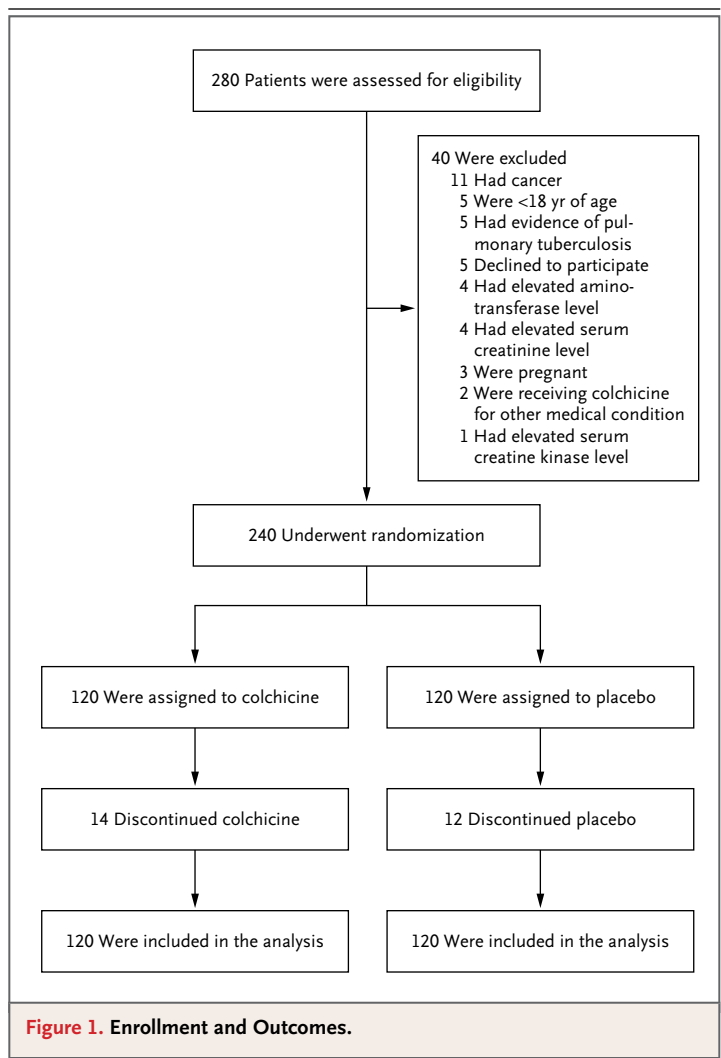 280 Patients were assessed for eligibility
40 Were excluded
11 Had cancer
5 Were <18 yr of age
5 Had evidence of pul-
monary tuberculosis
5 Declined to participate
4 Had elevated amino-
transferase level
4 Had elevated serum
creatinine level
3 Were pregnant
2 Were receiving colchicine
for other medical condition
1 Had elevated serum
creatine kinase level
240 Underwent randomization
120 Were assigned to colchicine
120 Were assigned to placebo
14 Discontinued colchicine
12 Discontinued placebo
120 Were included in the analysis
120 Were included in the analysis
Figure 1. Enrollment and Outcomes.